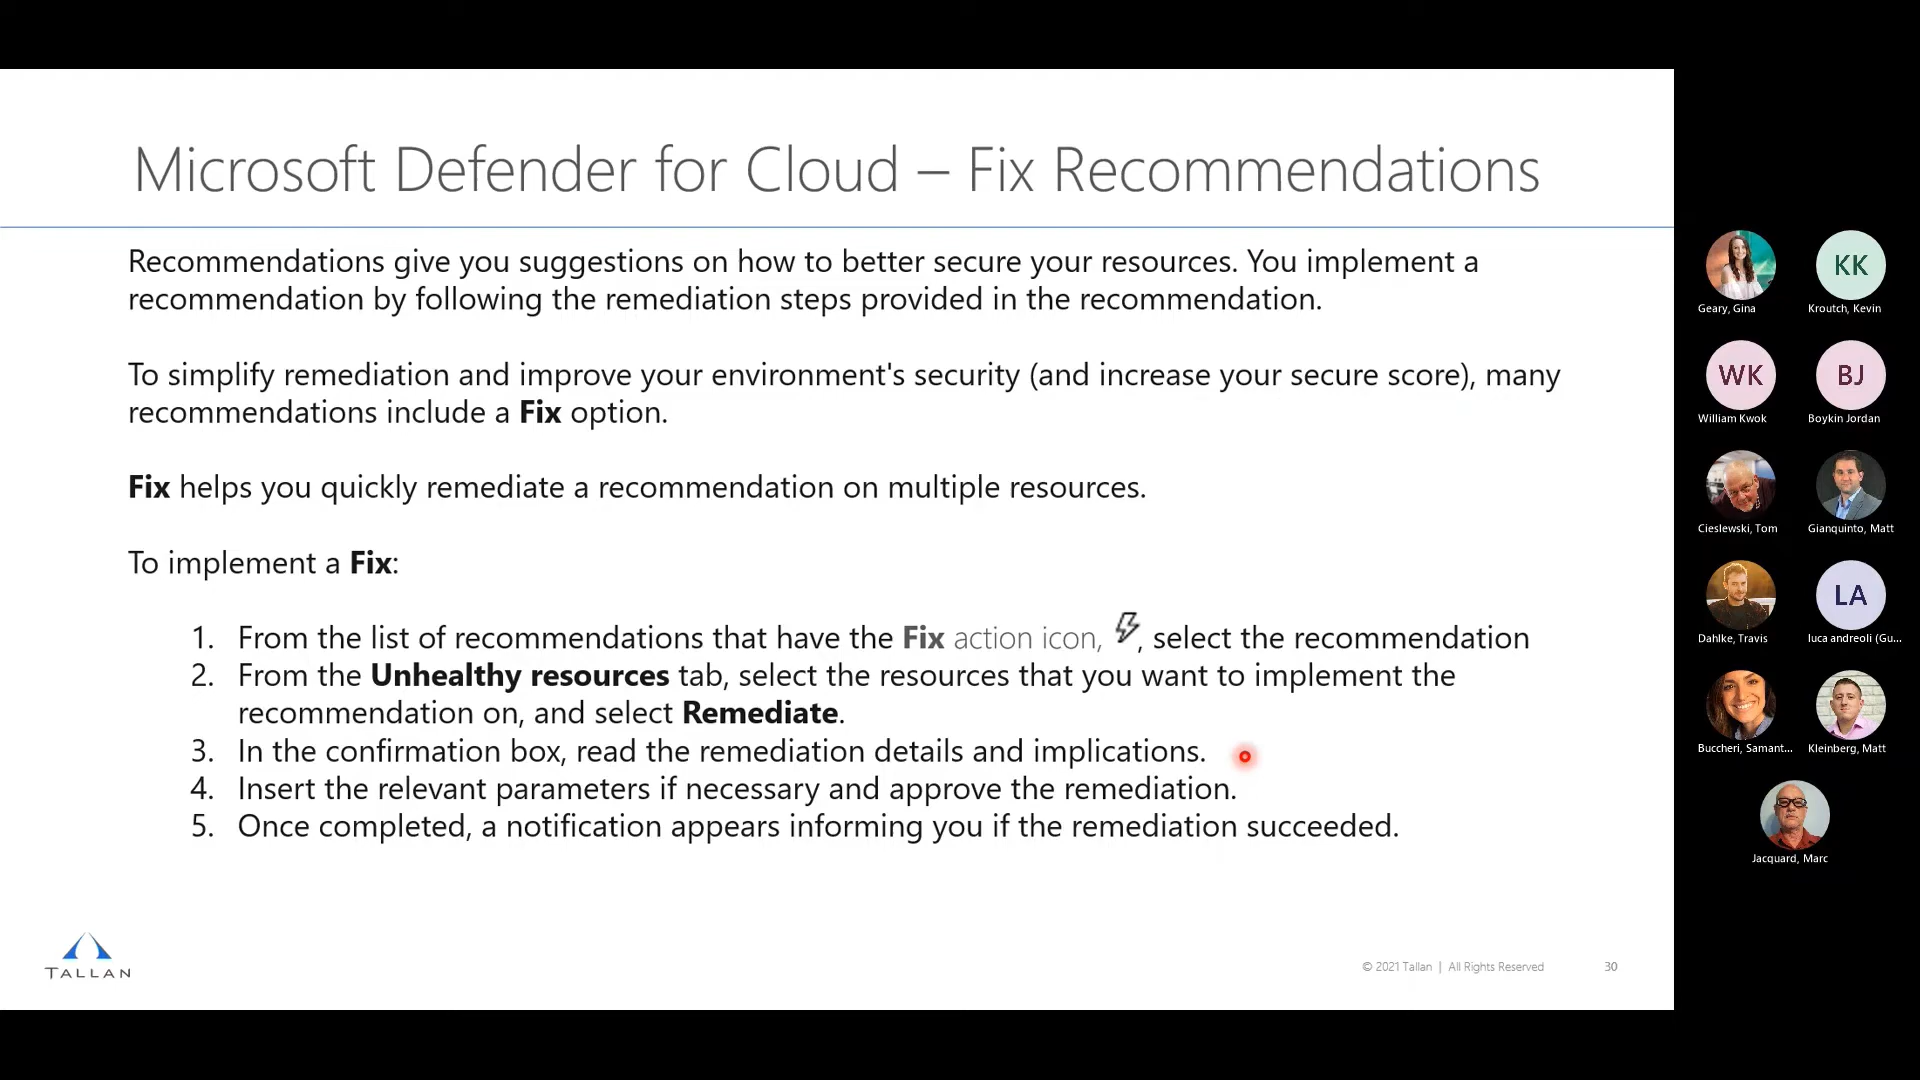 Microsoft Defender for Cloud – Fix Recommendations
Recommendations give you suggestions on how to better secure your resources. You implement a
recommendation by following the remediation steps provided in the recommendation.
To simplify remediation and improve your environment's security (and increase your secure score), many
recommendations include a Fix option.
Fix helps you quickly remediate a recommendation on multiple resources.
To implement a Fix:
1. From the list of recommendations that have the Fix action icon, , select the recommendation
2. From the Unhealthy resources tab, select the resources that you want to implement the
recommendation on, and select Remediate.
3. In the confirmation box, read the remediation details and implications.
4. Insert the relevant parameters if necessary and approve the remediation.
5. Once completed, a notification appears informing you if the remediation succeeded.
TALLAN
© 2021 Tallan | All Rights Reserved
30
KK
Geary, Gina
Kroutch, Kevin
WK
BJ
William Kwok
Boykin Jordan
Cieslewski, Tom
Gianquinto, Matt
LA
Dahlke, Travis
luca andreoli (Gu...
Buccheri, Samant...
Kleinberg, Matt
Jacquard, Marc